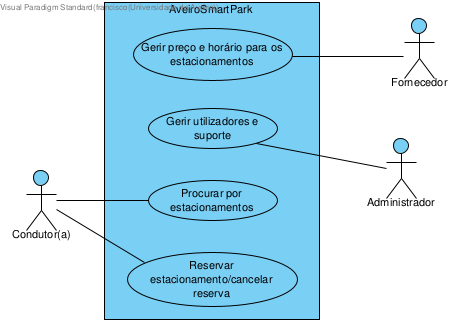 Visual Paradigm Standard(francisco(Universidade
AveiroSmartPark
Gerir preço e horário para os
estacionamentos
Fornecedor
Gerir utilizadores e
suporte
Administrador
Procurar por
estacionamentos
Condutor(a)
Reservar
estacionamento/cancelar
reserva